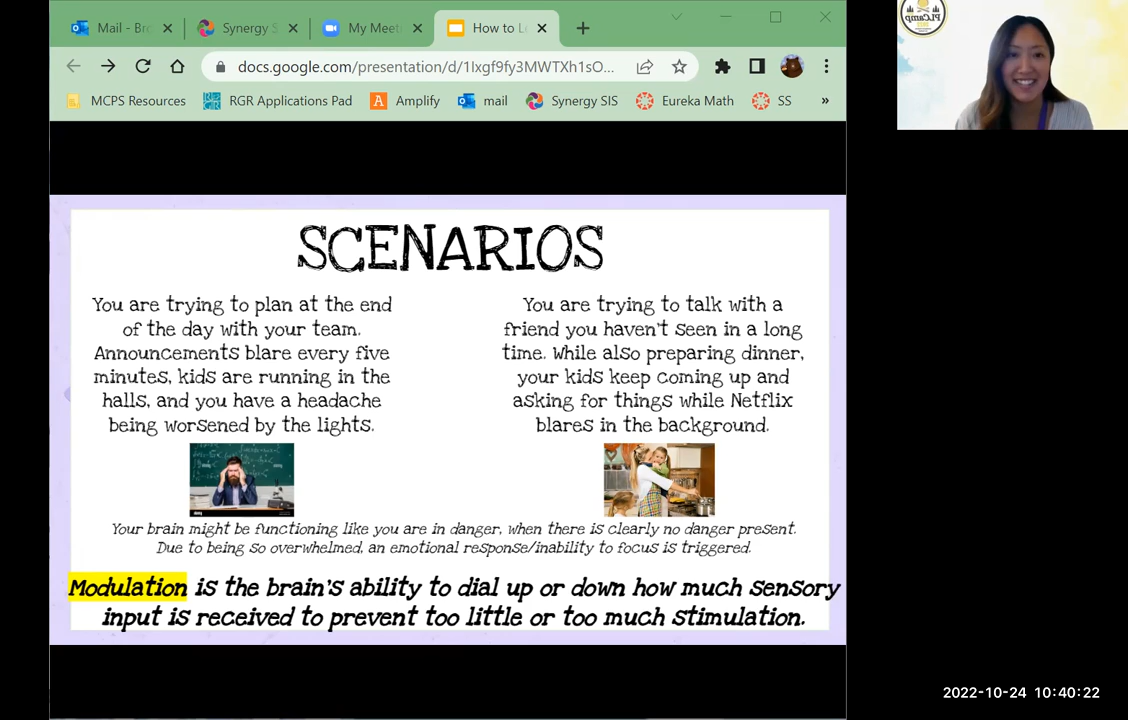 Mail - Bro
Synergy S
My Meet
How to Le
docs.google.com/presentation/d/1Ixgf9fy3MWTXh1sO...
MCPS Resources
RGR Applications Pad
Amplify
mail
Synergy SIS
Eureka Math
SS
»
PLCamp
SCENARIOS
You are trying to plan at the end
of the day with your team.
Announcements blare every five
minutes, kids are running in the
halls, and you have a headache
being worsened by the lights.
You are trying to talk with a
friend you haven't seen in a long
time. While also preparing dinner,
your kids keep coming up and
asking for things while Netflix
blares in the background.
Your brain might be functioning like you are in danger, when there is clearly no danger present.
Due to being so overwhelmed, an emotional response/inability to focus is triggered.
Modulation is the brain's ability to dial up or down how much sensory
input is received to prevent too little or too much stimulation.
2022-10-24 10:40:22